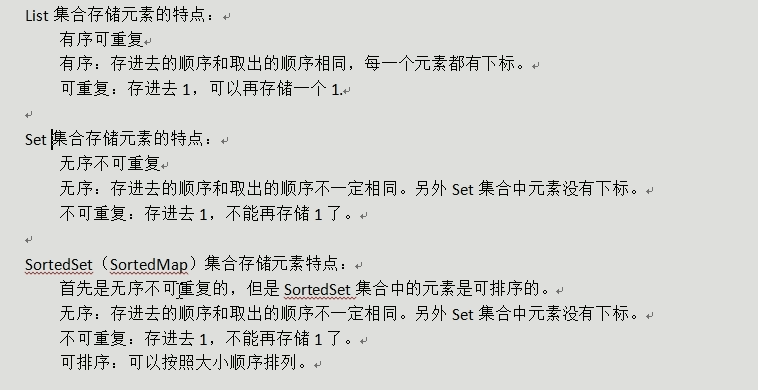 List 集合存储元素的特点：
有序可重复
有序：存进去的顺序和取出的顺序相同，每一个元素都有下标。
可重复：存进去 1，可以再存储一个 1.
Set 集合存储元素的特点：
无序不可重复
无序：存进去的顺序和取出的顺序不一定相同。另外 Set 集合中元素没有下标。
不可重复：存进去 1，不能再存储 1 了。
SortedSet（SortedMap）集合存储元素特点：
首先是无序不可重复的，但是 SortedSet 集合中的元素是可排序的。
无序：存进去的顺序和取出的顺序不一定相同。另外 Set 集合中元素没有下标。
不可重复：存进去 1，不能再存储 1 了。
可排序：可以按照大小顺序排列。